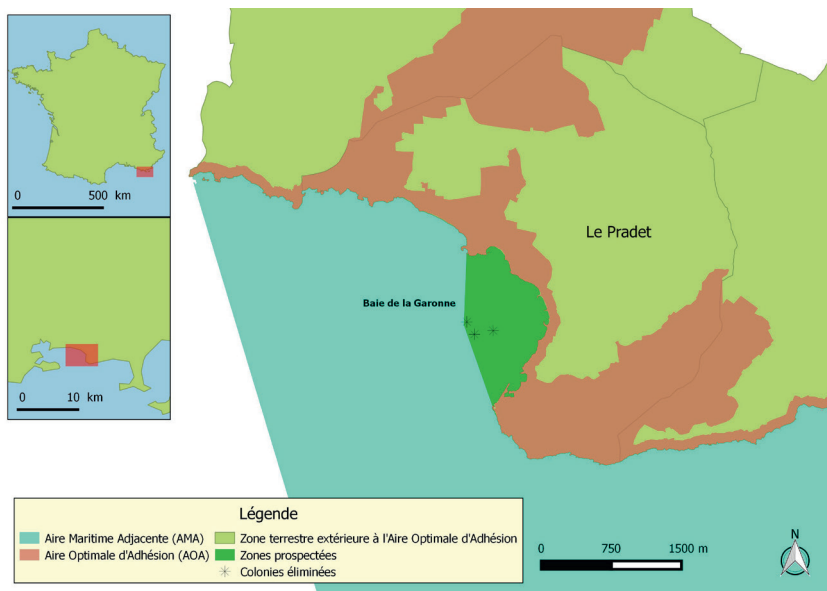 0 500 km
0 10 km
Le Pradet
Baie de la Garonne
Légende
Aire Maritime Adjacente (AMA)
Zone terrestre extérieure à l'Aire Optimale d'Adhésion
Aire Optimale d'Adhésion (AOA)
Zones prospectées
Colonies éliminées
0 750 1500 m
N